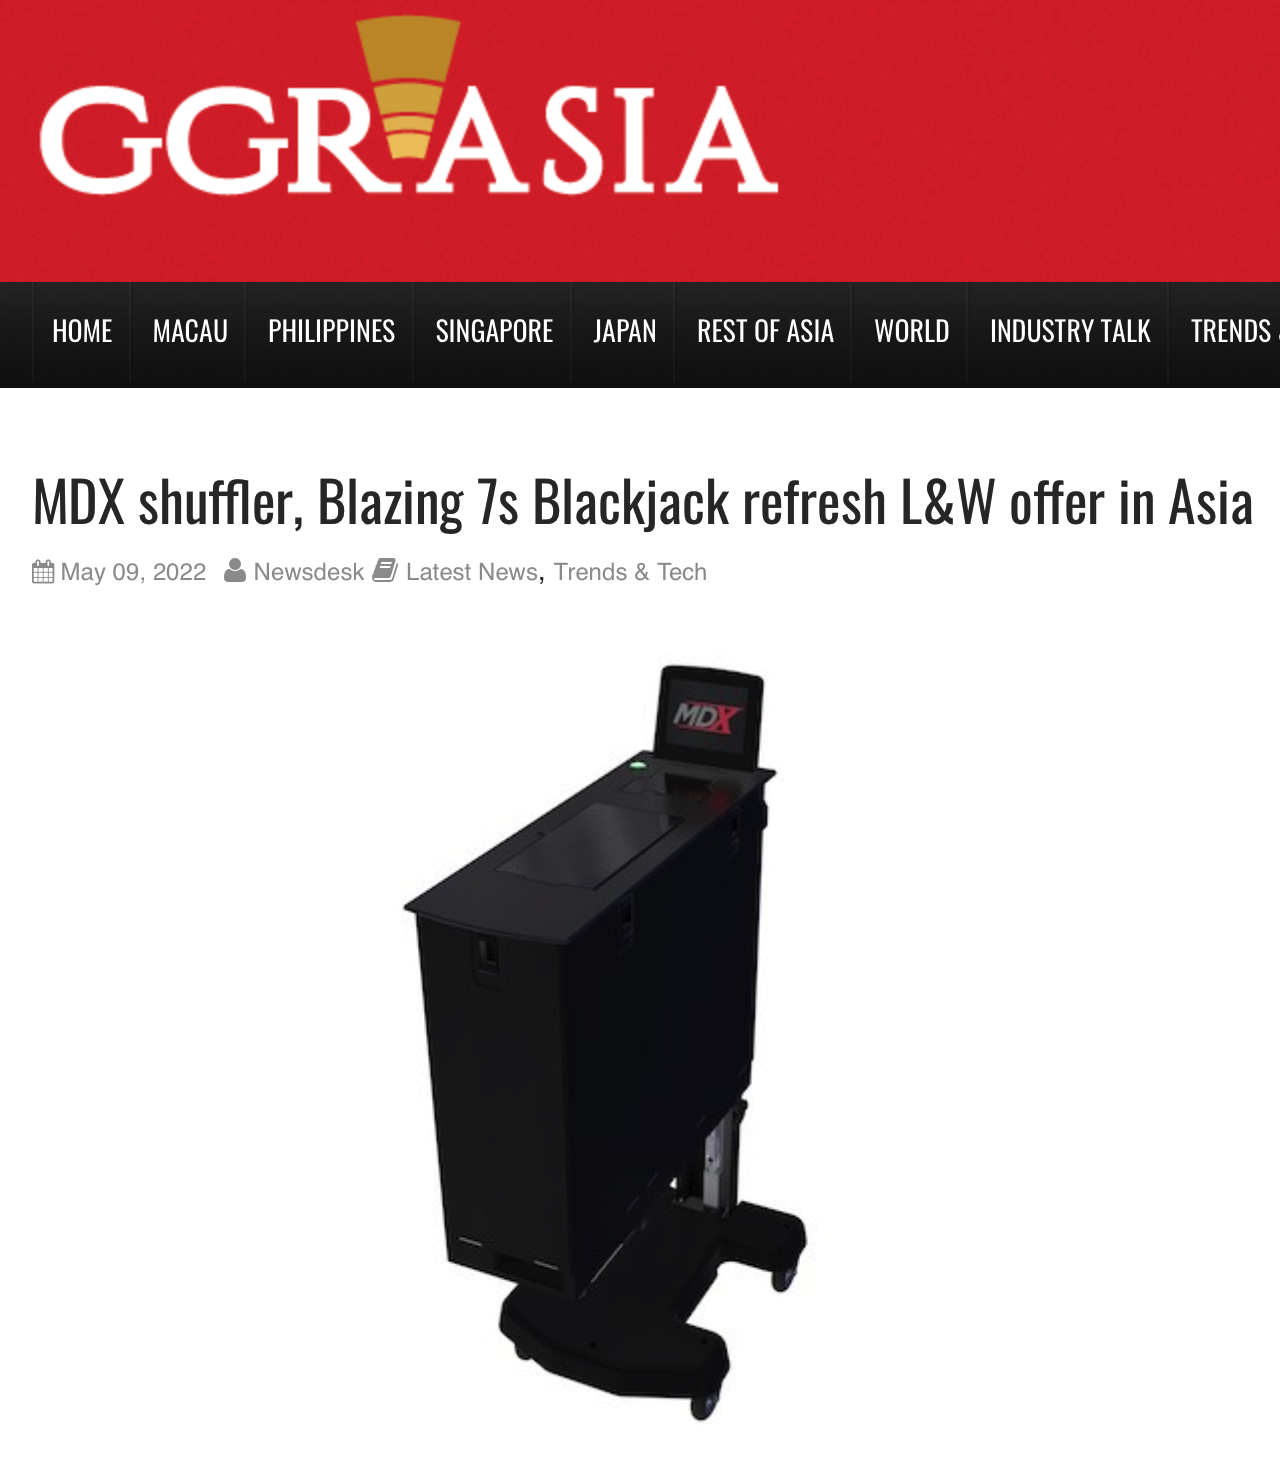 GGRASIA
HOME MACAU PHILIPPINES SINGAPORE JAPAN REST OF ASIA WORLD INDUSTRY TALK TRENDS &
MDX shuffler, Blazing 7s Blackjack refresh L&W offer in Asia
May 09, 2022 Newsdesk Latest News, Trends & Tech
MDX